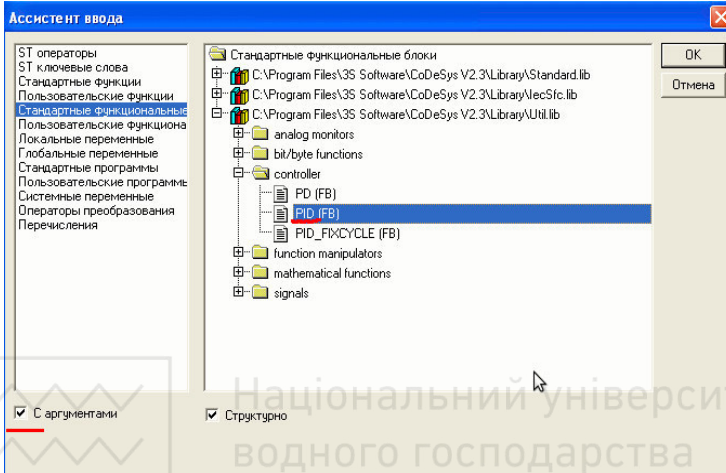 Ассистент ввода
ST операторы
ST ключевые слова
Стандартные функции
Пользовательские функции
Стандартные функциональные
Пользовательские функциона
Локальные переменные
Глобальные переменные
Стандартные программы
Пользовательские программь
Системные переменные
Операторы преобразования
Перечисления
Стандартные функциональные блоки
C:\Program Files\3S Software\CoDeSys V2.3\Library\Standard.lib
C:\Program Files\3S Software\CoDeSys V2.3\Library\IecSfc.lib
C:\Program Files\3S Software\CoDeSys V2.3\Library\Util.lib
analog monitors
bit/byte functions
controller
PD (FB)
PID (FB)
PID_FIXCYCLE (FB)
function manipulators
mathematical functions
signals
OK
Отмена
С аргументами
Структурно
Національний універси
водного господарства